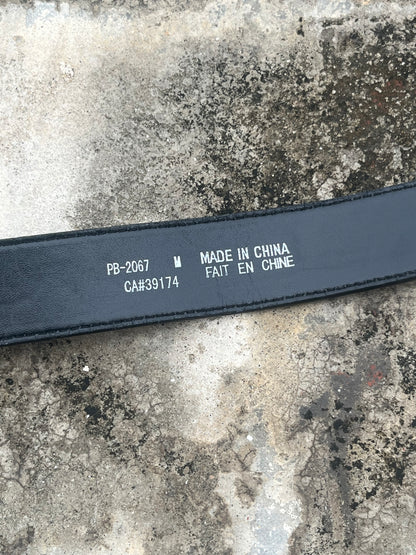 PB-2067 M MADE IN CHINA
CA#39174 FAIT EN CHINE